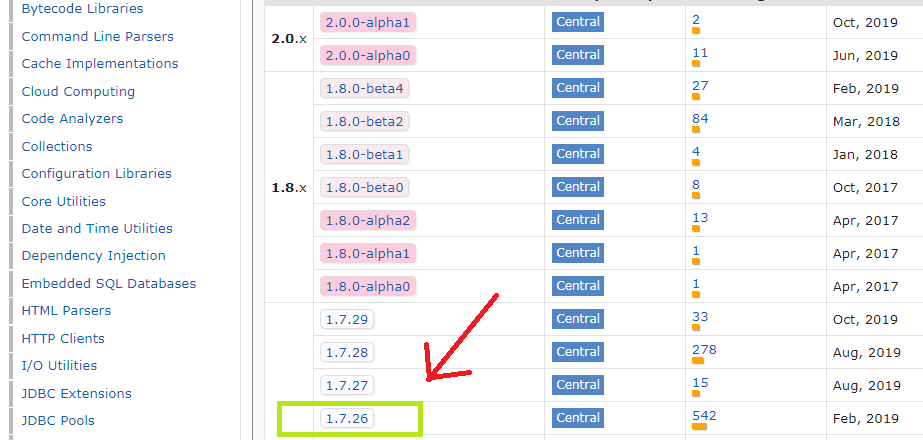 Bytecode Libraries
Command Line Parsers
Cache Implementations
Cloud Computing
Code Analyzers
Collections
Configuration Libraries
Core Utilities
Date and Time Utilities
Dependency Injection
Embedded SQL Databases
HTML Parsers
HTTP Clients
I/O Utilities
JDBC Extensions
JDBC Pools
2.0.x
2.0.0-alpha1 Central 2 Oct, 2019
2.0.0-alpha0 Central 11 Jun, 2019
1.8.x
1.8.0-beta4 Central 27 Feb, 2019
1.8.0-beta2 Central 84 Mar, 2018
1.8.0-beta1 Central 4 Jan, 2018
1.8.0-beta0 Central 8 Oct, 2017
1.8.0-alpha2 Central 13 Apr, 2017
1.8.0-alpha1 Central 1 Apr, 2017
1.8.0-alpha0 Central 1 Apr, 2017
1.7.29 Central 33 Oct, 2019
1.7.28 Central 278 Aug, 2019
1.7.27 Central 15 Aug, 2019
1.7.26 Central 542 Feb, 2019